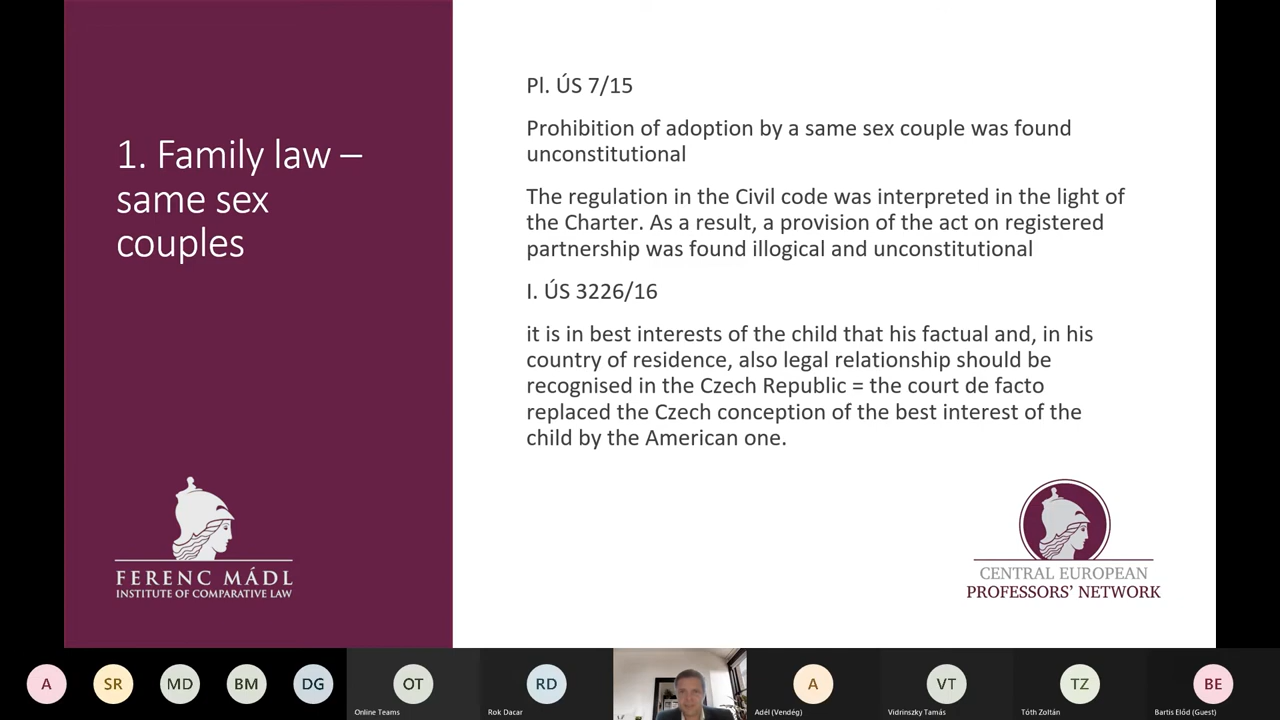 1. Family law –
same sex
couples
FERENC MÁDL
INSTITUTE OF COMPARATIVE LAW
Pl. ÚS 7/15
Prohibition of adoption by a same sex couple was found
unconstitutional
The regulation in the Civil code was interpreted in the light of
the Charter. As a result, a provision of the act on registered
partnership was found illogical and unconstitutional
I. ÚS 3226/16
it is in best interests of the child that his factual and, in his
country of residence, also legal relationship should be
recognised in the Czech Republic = the court de facto
replaced the Czech conception of the best interest of the
child by the American one.
CENTRAL EUROPEAN
PROFESSORS' NETWORK
A
SR
MD
BM
DG
OT
Online Teams
RD
Rok Dacar
A
Adél (Vendég)
VT
Vidrinszky Tamás
TZ
Tóth Zoltán
BE
Bartis Előd (Guest)